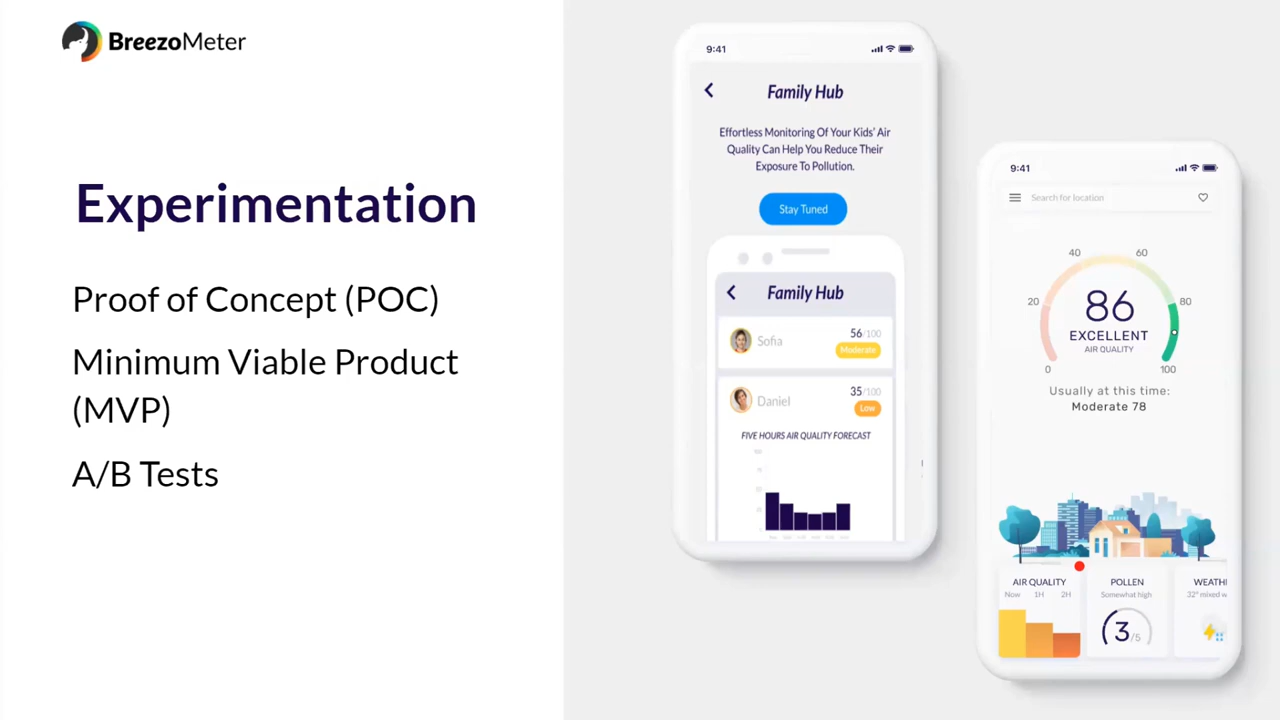 BreezoMeter
Experimentation
Proof of Concept (POC)
Minimum Viable Product
(MVP)
A/B Tests
9:41
Family Hub
Effortless Monitoring Of Your Kids' Air
Quality Can Help You Reduce Their
Exposure To Pollution.
Stay Tuned
Family Hub
Sofia
56/100
Moderate
Daniel
35/100
Low
FIVE HOURS AIR QUALITY FORECAST
9:41
Search for location
40 60
20 80
86
EXCELLENT
AIR QUALITY
0 100
Usually at this time:
Moderate 78
AIR QUALITY
Now 1H 2H
POLLEN
Somewhat high
3/5
WEATH
32° mixed w